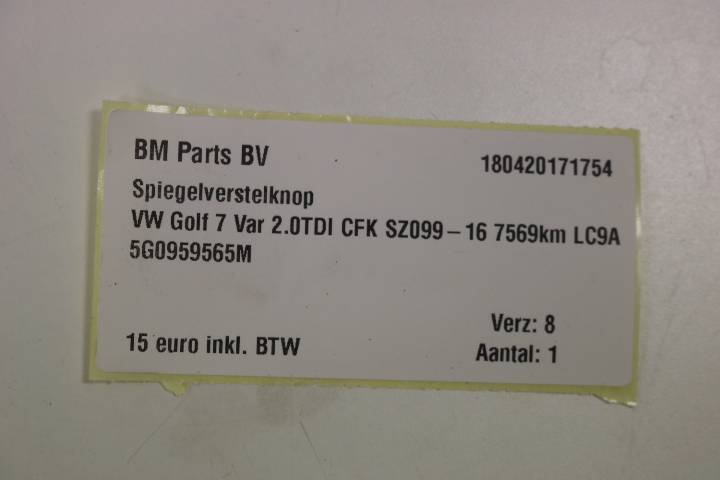 BM Parts BV 180420171754
Spiegelverstelknop
VW Golf 7 Var 2.0TDI CFK SZ099-16 7569km LC9A
5G0959565M
Verz: 8
15 euro inkl. BTW Aantal: 1